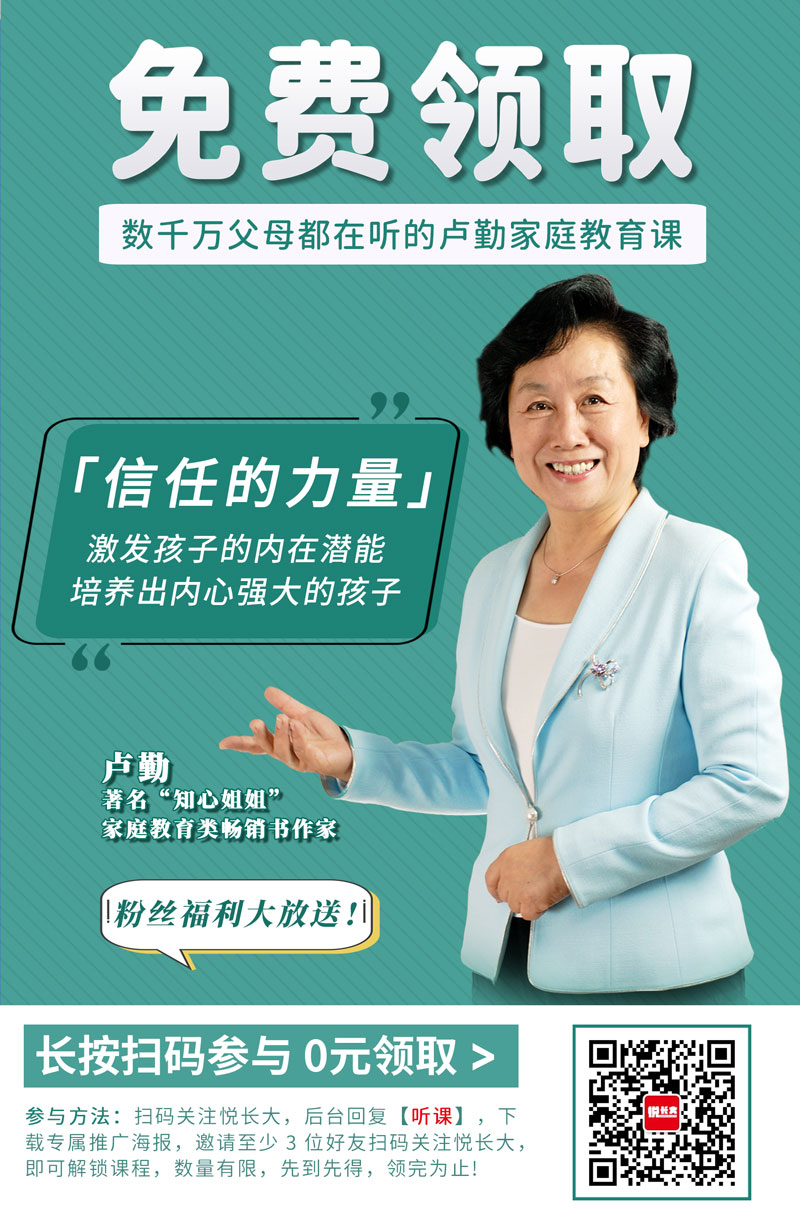 免费领取
数千万父母都在听的卢勤家庭教育课
「信任的力量」
激发孩子的内在潜能
培养出内心强大的孩子
卢勤
著名“知心姐姐”
家庭教育类畅销书作家
粉丝福利大放送!
长按扫码参与 0元领取 >
参与方法：扫码关注悦长大，后台回复【听课】，下
载专属推广海报，邀请至少 3 位好友扫码关注悦长大，
即可解锁课程，数量有限，先到先得，领完为止!
悦长大